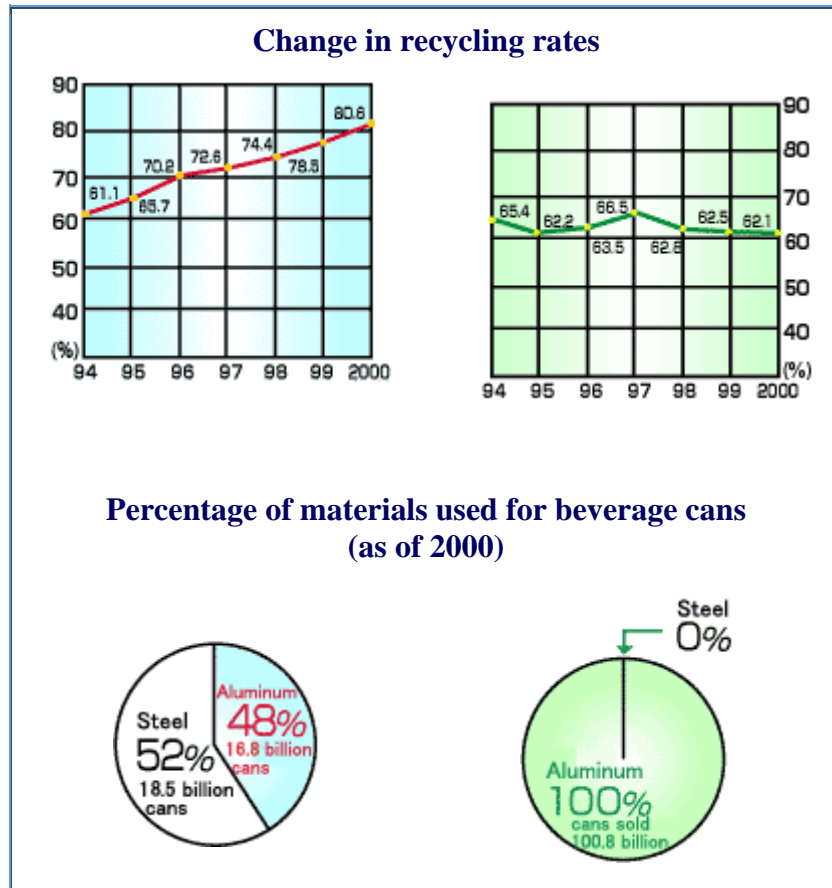 Change in recycling rates
90
80
70
60
50
40
(%)
61.1
65.7
70.2
72.6
74.4
78.5
80.6
94 95 96 97 98 99 2000
90
80
70
60
50
40
(%)
65.4
62.2
63.5
66.5
62.8
62.5
62.1
94 95 96 97 98 99 2000
Percentage of materials used for beverage cans
(as of 2000)
Steel
52%
18.5 billion
cans
Aluminum
48%
16.8 billion
cans
Steel
0%
Aluminum
100%
cans sold
100.8 billion